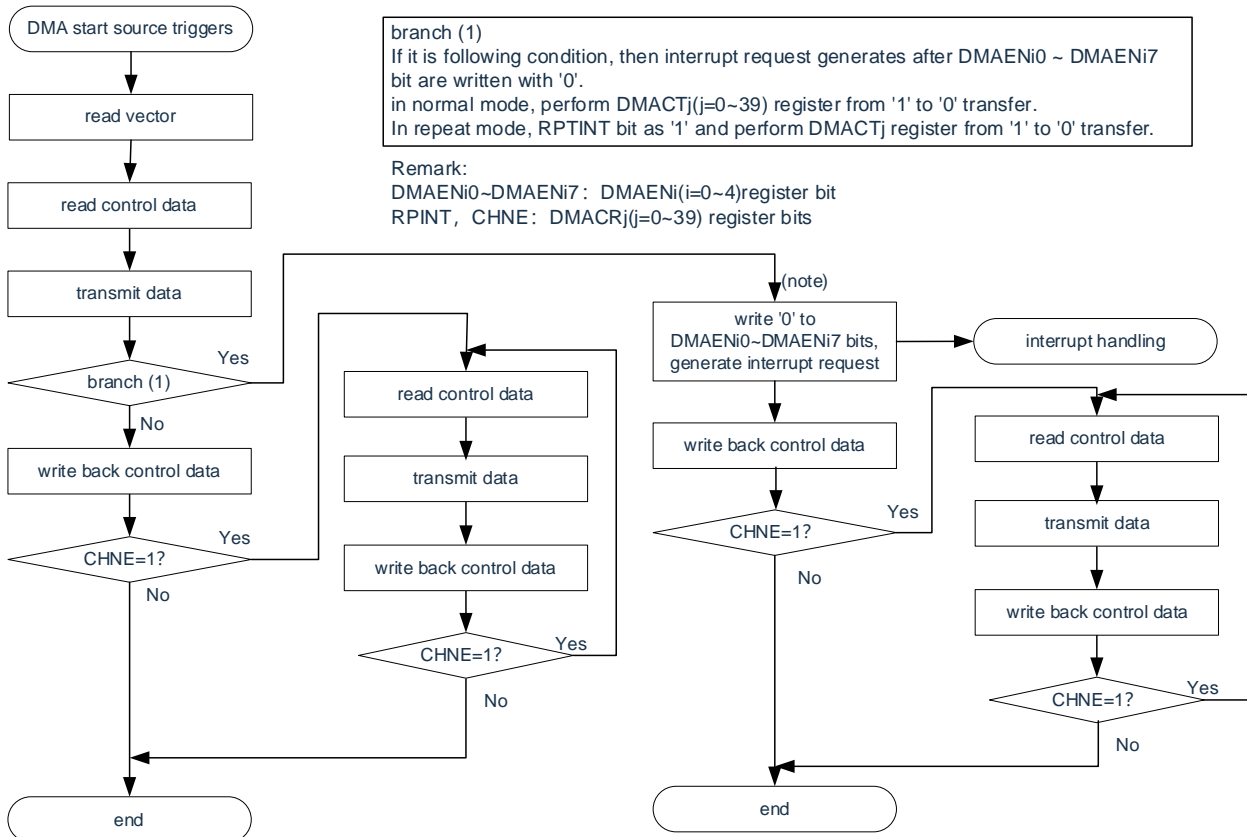 DMA start source triggers
read vector
read control data
transmit data
branch (1)
Yes
No
write back control data
CHNE=1?
Yes
No
end
read control data
transmit data
write back control data
CHNE=1?
Yes
No
branch (1)
If it is following condition, then interrupt request generates after DMAENi0 ~ DMAENi7
bit are written with '0'.
in normal mode, perform DMACTj(j=0~39) register from '1' to '0' transfer.
In repeat mode, RPTINT bit as '1' and perform DMACTj register from '1' to '0' transfer.
Remark:
DMAENi0~DMAENi7：DMAENi(i=0~4)register bit
RPINT，CHNE：DMACRj(j=0~39) register bits
(note)
write '0' to
DMAENi0~DMAENi7 bits,
generate interrupt request
interrupt handling
write back control data
CHNE=1?
Yes
No
end
read control data
transmit data
write back control data
CHNE=1?
Yes
No